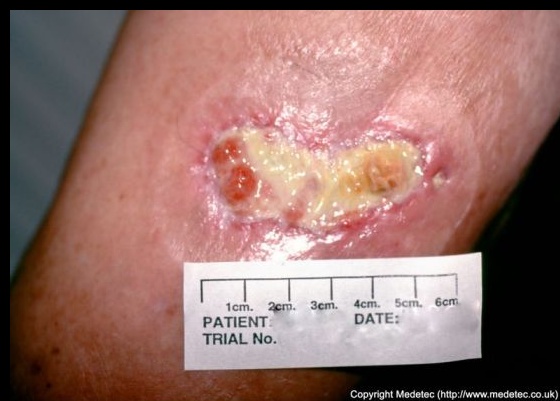 1cm. 2cm. 3cm. 4cm. 5cm. 6cm
PATIENT: DATE:
TRIAL No.
Copyright Medetec (http://www.medetec.co.uk)